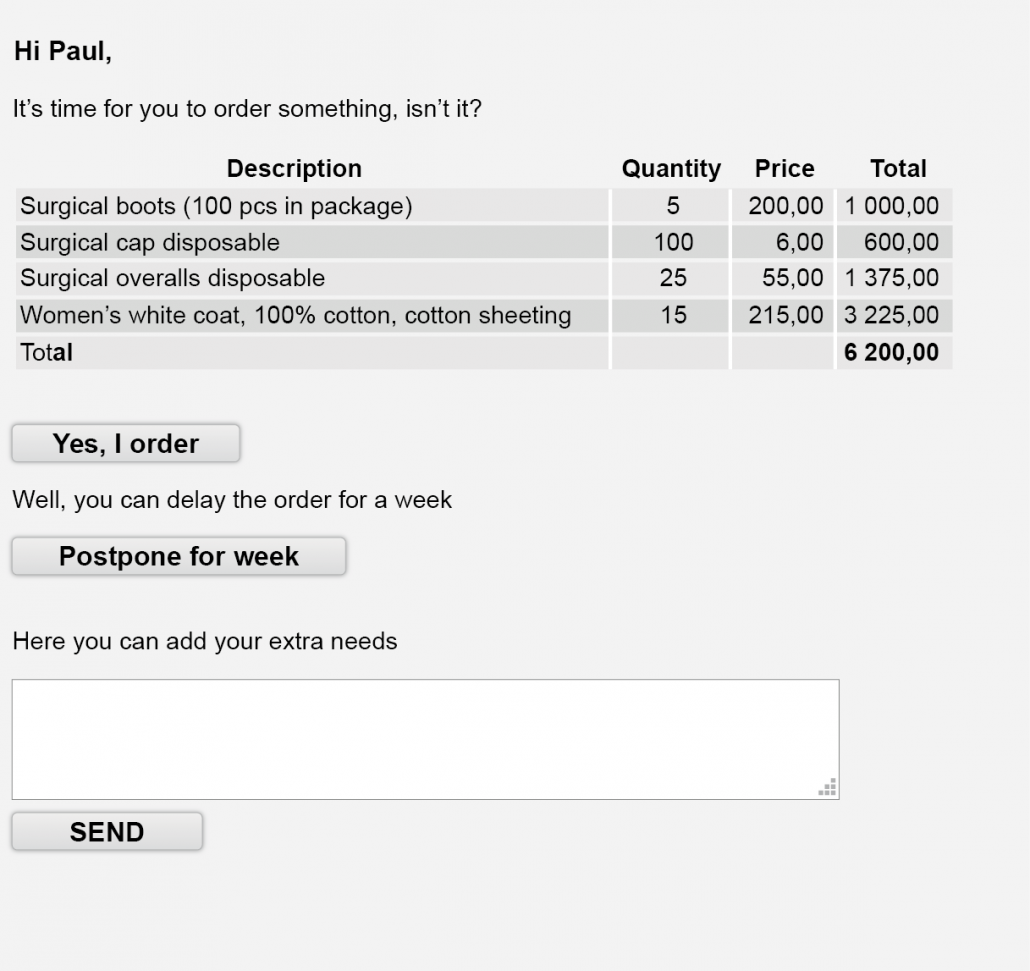 Hi Paul,
It’s time for you to order something, isn’t it?
Description Quantity Price Total
Surgical boots (100 pcs in package) 5 200,00 1 000,00
Surgical cap disposable 100 6,00 600,00
Surgical overalls disposable 25 55,00 1 375,00
Women’s white coat, 100% cotton, cotton sheeting 15 215,00 3 225,00
Total 6 200,00
Yes, I order
Well, you can delay the order for a week
Postpone for week
Here you can add your extra needs
SEND